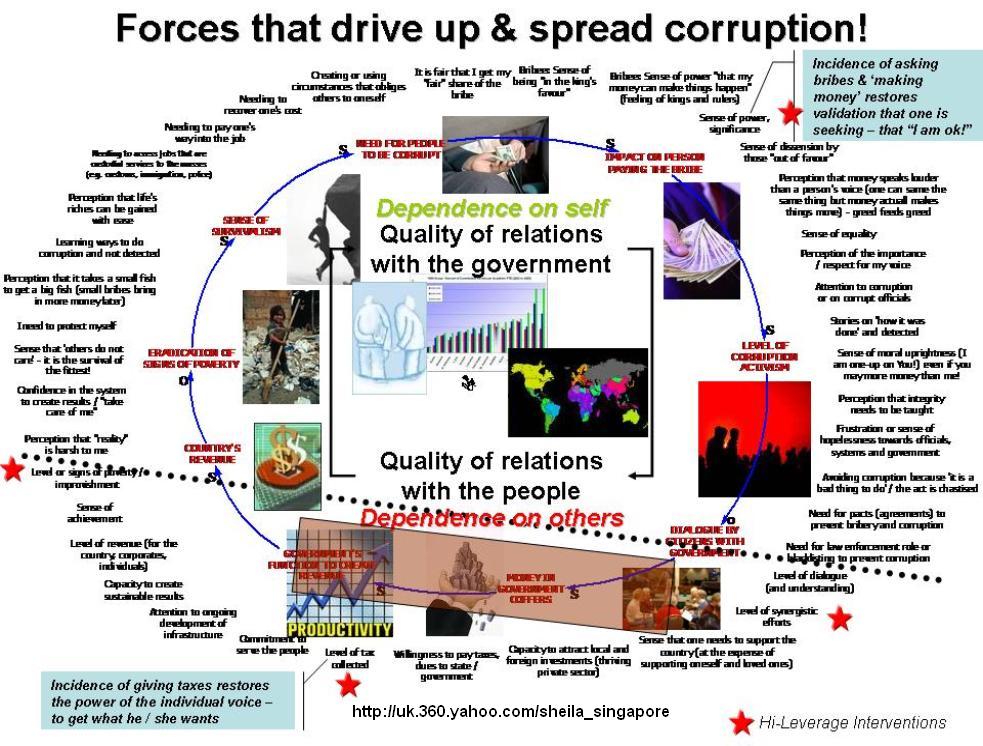 Forces that drive up & spread corruption!
Incidence of asking
bribes & ‘making
money’ restores
validation that one is
seeking – that “I am ok!”
Creating or using
circumstances that obliges
others to oneself
It is fair that I get my
"fair" share of the
bribe
Bribee: Sense of
being "in the king's
favour"
Bribers: Sense of power "that my
money can make things happen"
(feeling of kings and rulers)
Sense of power,
significance
Sense of dissension by
those "out of favour"
Perception that money speaks louder
than a person's voice (one can same the
same thing but money actuall makes
things move) – greed feeds greed
Sense of equality
Perception of the importance
/ respect for my voice
Attention to corruption
or on corrupt officials
Stories on 'how it was
done' and detected
Sense of moral uprightness (I
am one-up on You!) even if you
may more money than me!
Perception that integrity
needs to be taught
Frustration or sense of
hopelessness towards officials,
systems and government
Avoiding corruption because 'it is a
bad thing to do' / the act is chastised
Need for pacts (agreements) to
prevent bribery and corruption
Need for law enforcement role or
blacklisting to prevent corruption
Level of dialogue
(and understanding)
Level of synergistic
efforts
Sense that one needs to support the
country (at the expense of
supporting oneself and loved ones)
Capacity to attract local and
foreign investments (thriving
private sector)
Willingness to pay taxes,
dues to state /
government
Level of tax
collected
Commitment to
serve the people
Attention to ongoing
development of
infrastructure
Capacity to create
sustainable results
Level of revenue (for the
country, corporates,
individuals)
Sense of
achievement
Level or signs of poverty /
improvishment
Perception that "reality"
is harsh to me
Confidence in the system
to create results / "take
care of me"
Sense that 'others do not
care' - it is the survival of
the fittest!
I need to protect myself
Perception that it takes a small fish
to get a big fish (small bribes bring
in more money later)
Learning ways to do
corruption and not detected
Perception that life's
riches can be gained
with ease
Needing to access jobs that are
custodial services to the masses
(e.g. customs, immigration, police)
Needing to pay one's
way into the job
Needing to
recover one's cost
NEED FOR PEOPLE
TO BE CORRUPT
S
IMPACT ON PERSON
PAYING THE BRIBE
S
LEVEL OF
CORRUPTION
ACTIVISM
S
DIALOGUE BY
CITIZENS WITH
GOVERNMENT
O
MONEY IN
GOVERNMENT
COFFERS
S
GOVERNMENT'S
FUNCTION TO CREATE
REVENUE
S
PRODUCTIVITY
COUNTRY'S
REVENUE
S
ERADICATION OF
SIGNS OF POVERTY
O
SENSE OF
SURVIVALISM
S
Dependence on self
Quality of relations
with the government
Quality of relations
with the people
Dependence on others
Incidence of giving taxes restores
the power of the individual voice –
to get what he / she wants
http://uk.360.yahoo.com/sheila_singapore
Hi-Leverage Interventions